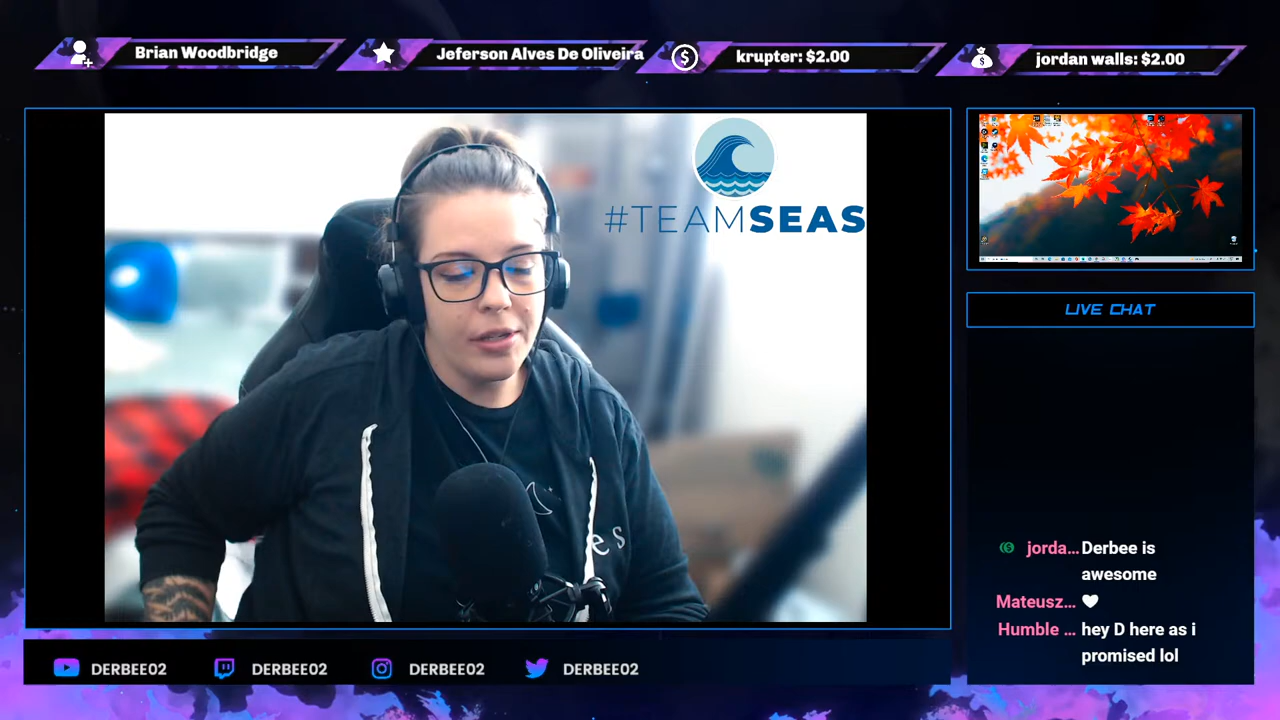 Brian Woodbridge
Jeferson Alves De Oliveira
krupter: $2.00
jordan walls: $2.00
#TEAMSEAS
LIVE CHAT
jorda... Derbee is
awesome
Mateusz... 🤍
Humble ... hey D here as i
promised lol
es
DERBEE02
DERBEE02
DERBEE02
DERBEE02